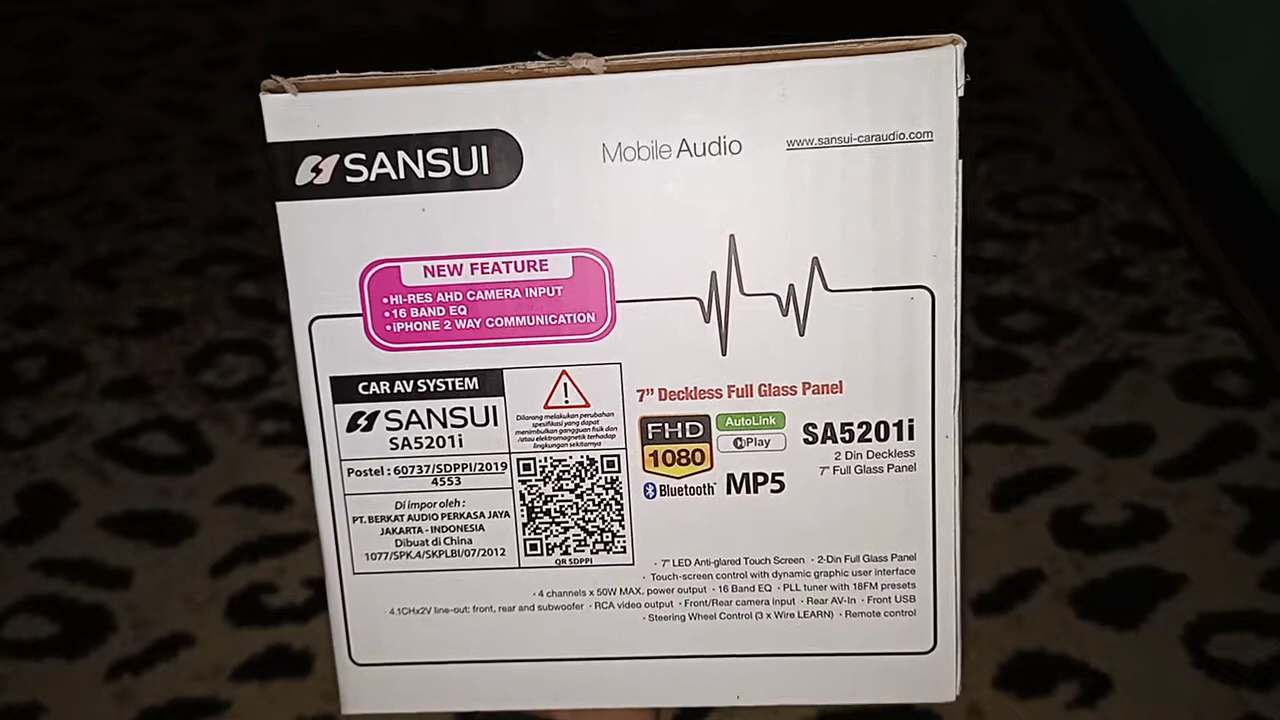 SANSUI
Mobile Audio
www.sansui-caraudio.com
NEW FEATURE
•HI-RES AHD CAMERA INPUT
•16 BAND EQ
•iPHONE 2 WAY COMMUNICATION
CAR AV SYSTEM
SANSUI
SA5201i
Postel : 60737/SDPPI/2019
4553
Di impor oleh :
PT. BERKAT AUDIO PERKASA JAYA
JAKARTA - INDONESIA
Dibuat di China
1077/SPK.4/SKPLBI/07/2012
Dilarang melakukan perubahan
spesifikasi yang dapat
menimbulkan gangguan fisik dan
/atau elektromagnetik terhadap
lingkungan sekitarnya
QR SDPPI
7” Deckless Full Glass Panel
FHD
1080
AutoLink
Play
Bluetooth
MP5
SA5201i
2 Din Deckless
7” Full Glass Panel
· 7” LED Anti-glared Touch Screen · 2-Din Full Glass Panel
· Touch-screen control with dynamic graphic user interface
· 4 channels x 50W MAX. power output · 16 Band EQ · PLL tuner with 18FM presets
· 4.1CHx2V line-out: front, rear and subwoofer · RCA video output · Front/Rear camera input · Rear AV-In · Front USB
· Steering Wheel Control (3 x Wire LEARN) · Remote control